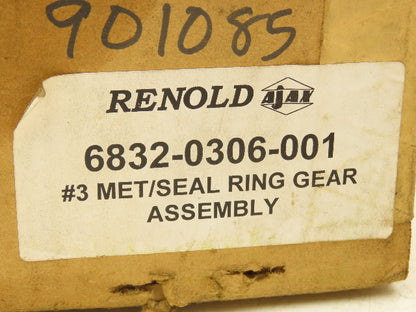 901085
RENOLD AJAX
6832-0306-001
#3 MET/SEAL RING GEAR
ASSEMBLY